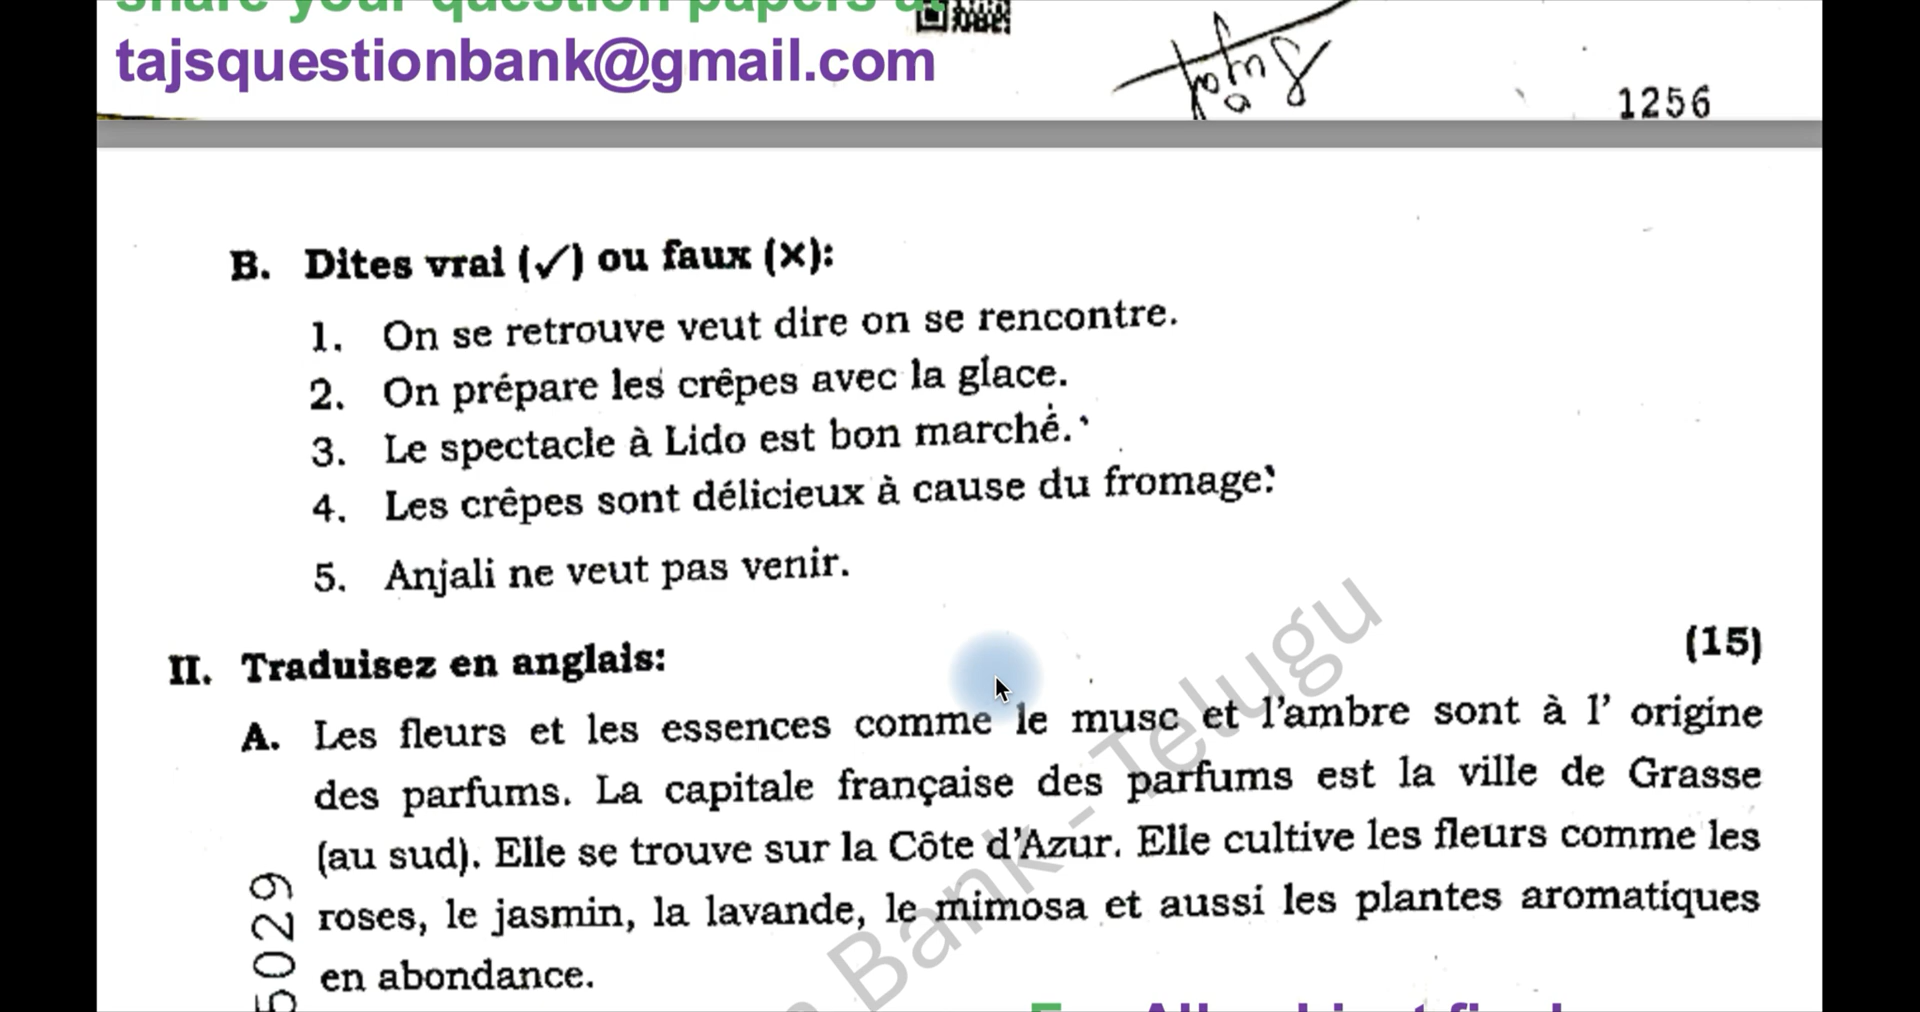 share your question papers at
tajsquestionbank@gmail.com
1256
B. Dites vrai (✓) ou faux (×):
1. On se retrouve veut dire on se rencontre.
2. On prépare les crêpes avec la glace.
3. Le spectacle à Lido est bon marché.
4. Les crêpes sont délicieux à cause du fromage.
5. Anjali ne veut pas venir.
II. Traduisez en anglais: (15)
A. Les fleurs et les essences comme le musc et l'ambre sont à l' origine
des parfums. La capitale française des parfums est la ville de Grasse
(au sud). Elle se trouve sur la Côte d'Azur. Elle cultive les fleurs comme les
roses, le jasmin, la lavande, le mimosa et aussi les plantes aromatiques
en abondance.
5029
Bank - Telugu